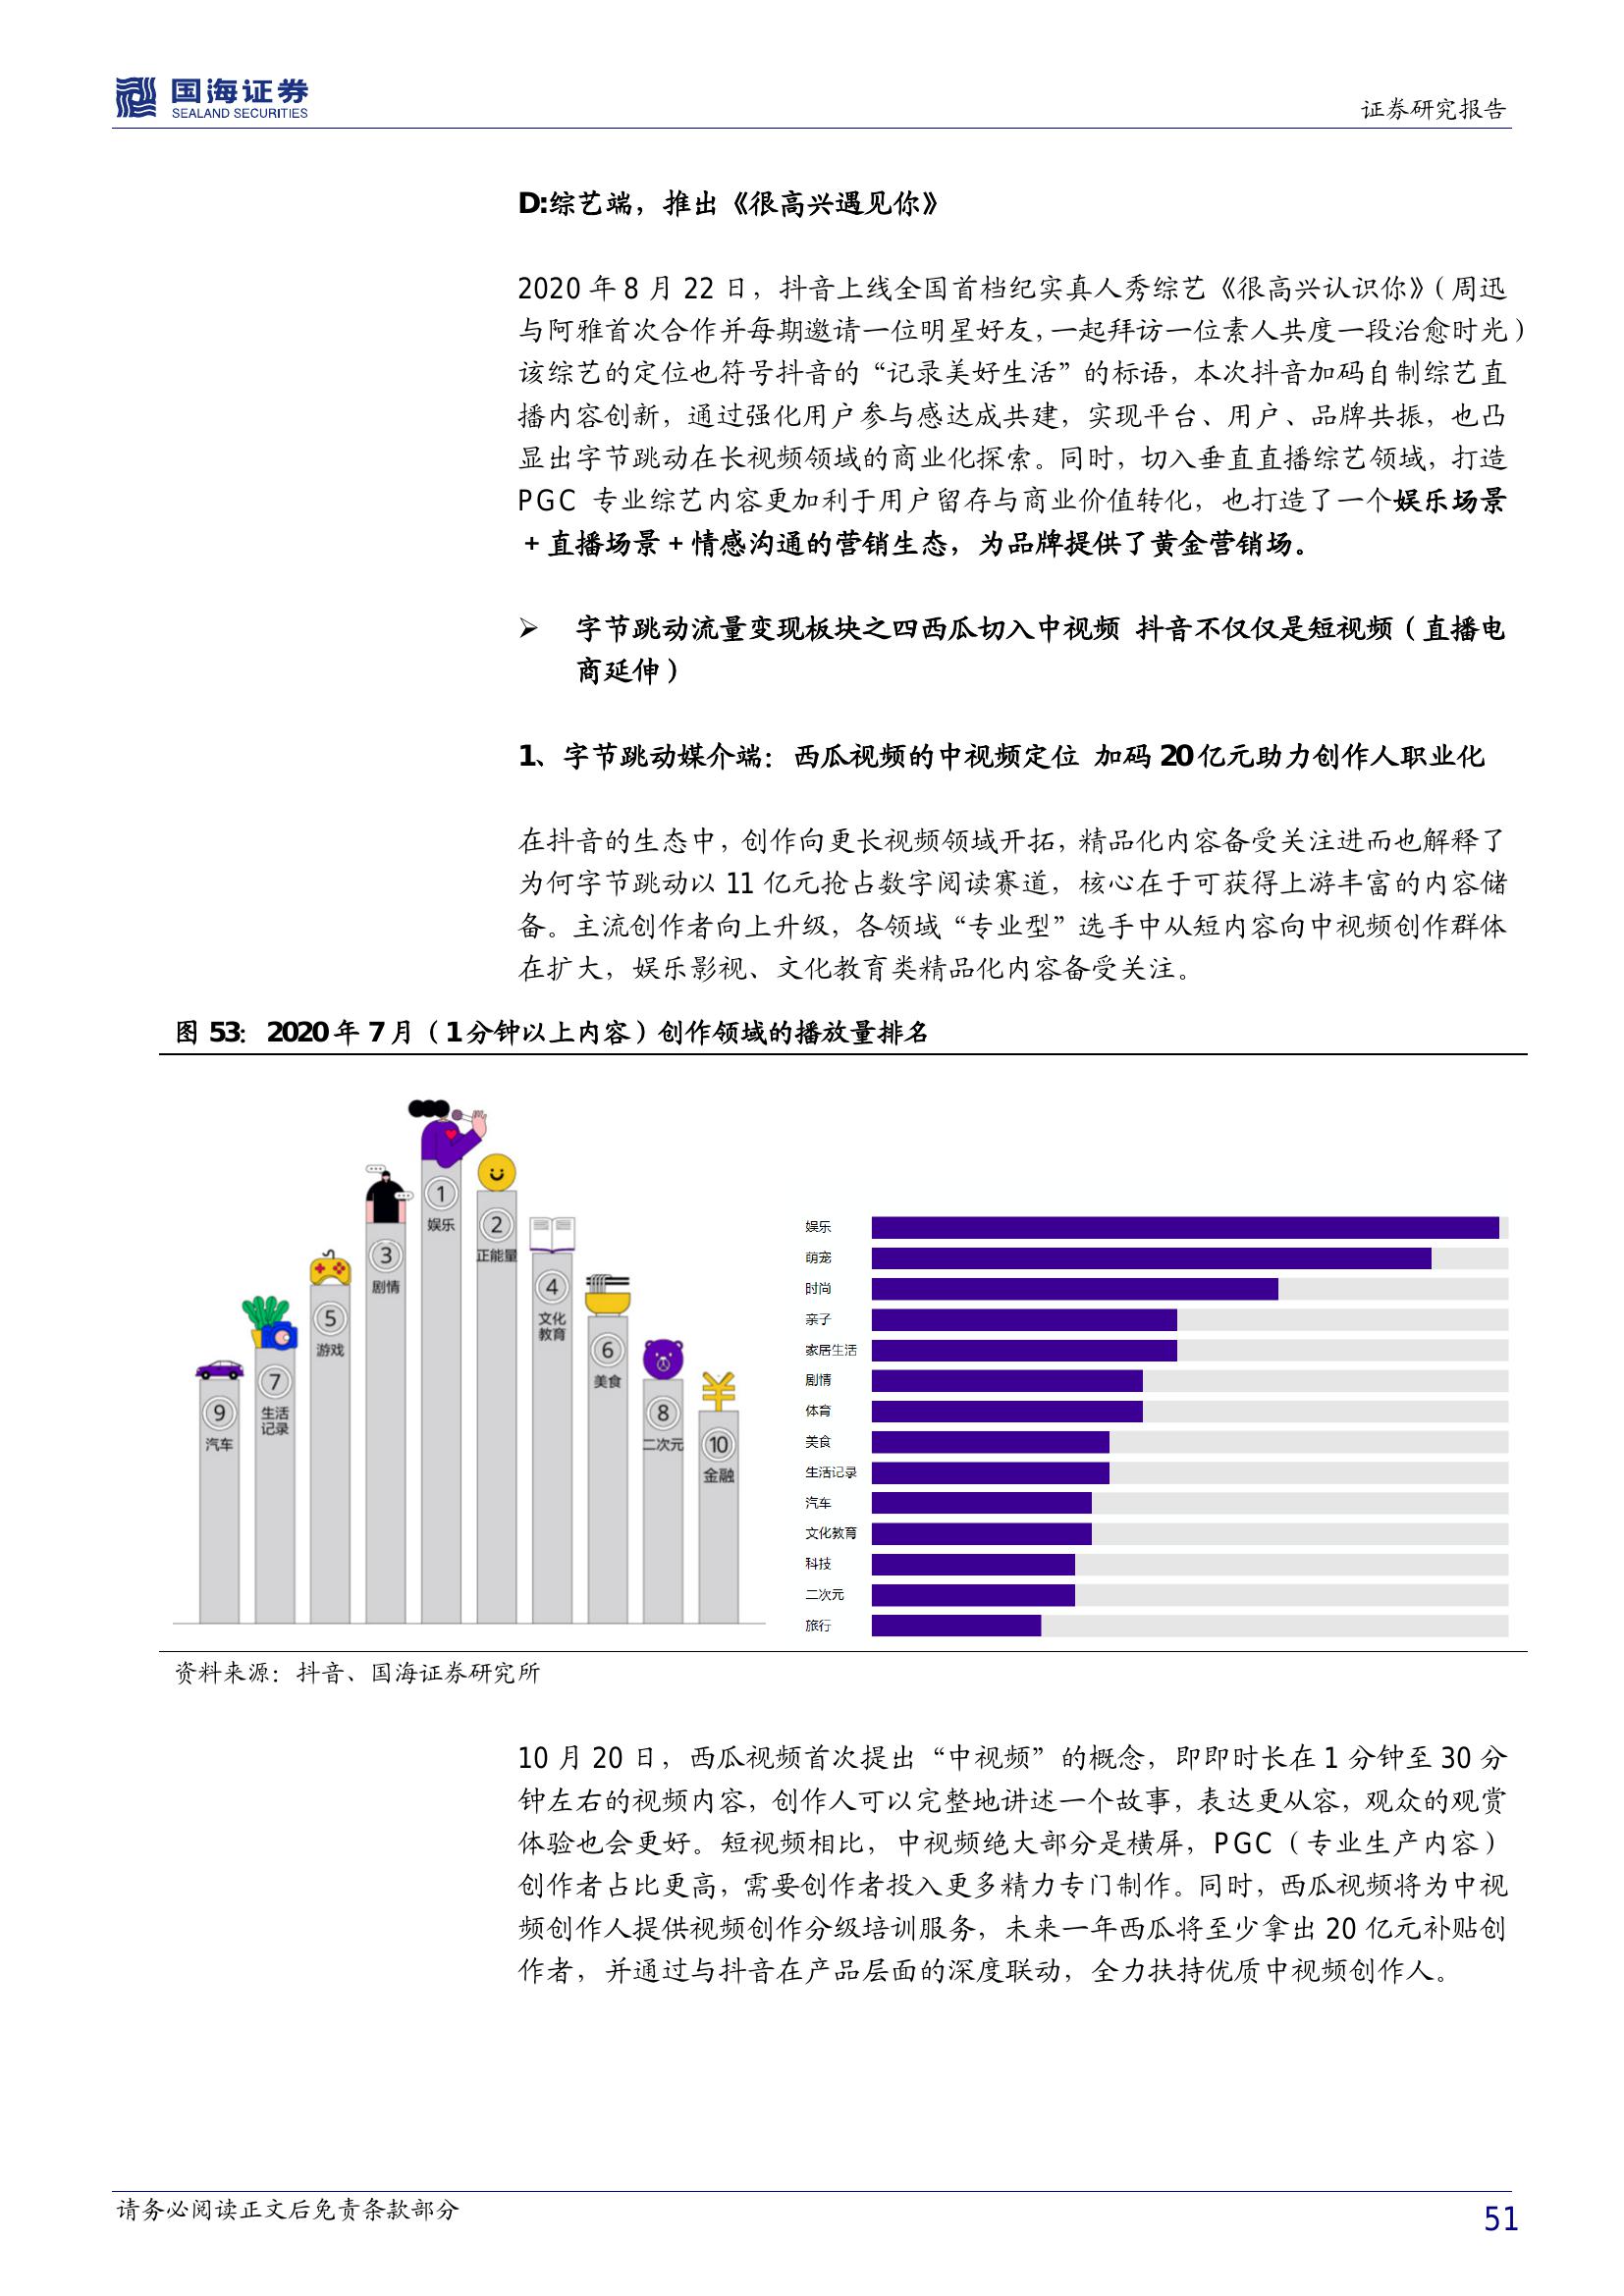 国海证券
SEALAND SECURITIES
证券研究报告
D:综艺端，推出《很高兴遇见你》
2020 年 8 月 22 日，抖音上线全国首档纪实真人秀综艺《很高兴认识你》（周迅
与阿雅首次合作并每期邀请一位明星好友，一起拜访一位素人共度一段治愈时光）
该综艺的定位也符号抖音的“记录美好生活”的标语，本次抖音加码自制综艺直
播内容创新，通过强化用户参与感达成共建，实现平台、用户、品牌共振，也凸
显出字节跳动在长视频领域的商业化探索。同时，切入垂直直播综艺领域，打造
PGC 专业综艺内容更加利于用户留存与商业价值转化，也打造了一个娱乐场景
+直播场景+情感沟通的营销生态，为品牌提供了黄金营销场。
➢ 字节跳动流量变现板块之四西瓜切入中视频 抖音不仅仅是短视频（直播电
商延伸）
1、字节跳动媒介端：西瓜视频的中视频定位 加码 20 亿元助力创作人职业化
在抖音的生态中，创作向更长视频领域开拓，精品化内容备受关注进而也解释了
为何字节跳动以 11 亿元抢占数字阅读赛道，核心在于可获得上游丰富的内容储
备。主流创作者向上升级，各领域“专业型”选手中从短内容向中视频创作群体
在扩大，娱乐影视、文化教育类精品化内容备受关注。
图 53：2020 年 7 月（1 分钟以上内容）创作领域的播放量排名
9
汽车
7
生活
记录
5
游戏
3
剧情
1
娱乐
2
正能量
4
文化
教育
6
美食
8
二次元
10
金融
娱乐
萌宠
时尚
亲子
家居生活
剧情
体育
美食
生活记录
汽车
文化教育
科技
二次元
旅行
资料来源：抖音、国海证券研究所
10 月 20 日，西瓜视频首次提出“中视频”的概念，即即时长在 1 分钟至 30 分
钟左右的视频内容，创作人可以完整地讲述一个故事，表达更从容，观众的观赏
体验也会更好。短视频相比，中视频绝大部分是横屏，PGC（专业生产内容）
创作者占比更高，需要创作者投入更多精力专门制作。同时，西瓜视频将为中视
频创作人提供视频创作分级培训服务，未来一年西瓜将至少拿出 20 亿元补贴创
作者，并通过与抖音在产品层面的深度联动，全力扶持优质中视频创作人。
请务必阅读正文后免责条款部分
51